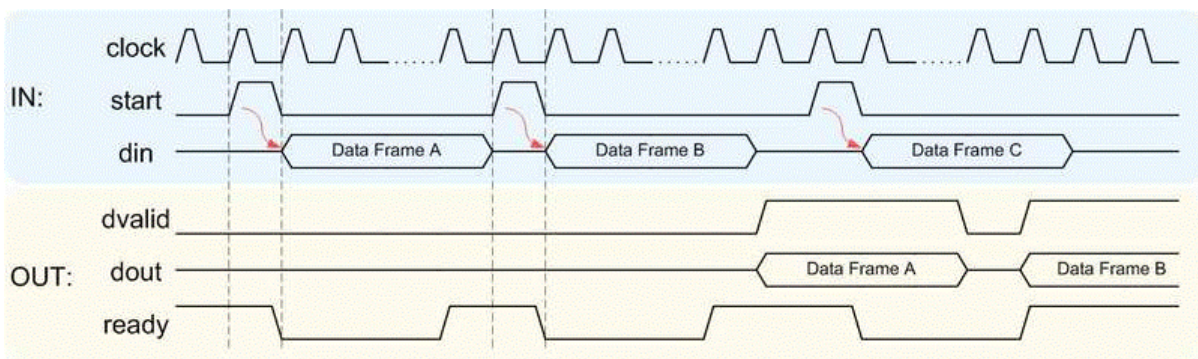 IN:
clock
start
din
Data Frame A
Data Frame B
Data Frame C
OUT:
dvalid
dout
Data Frame A
Data Frame B
ready